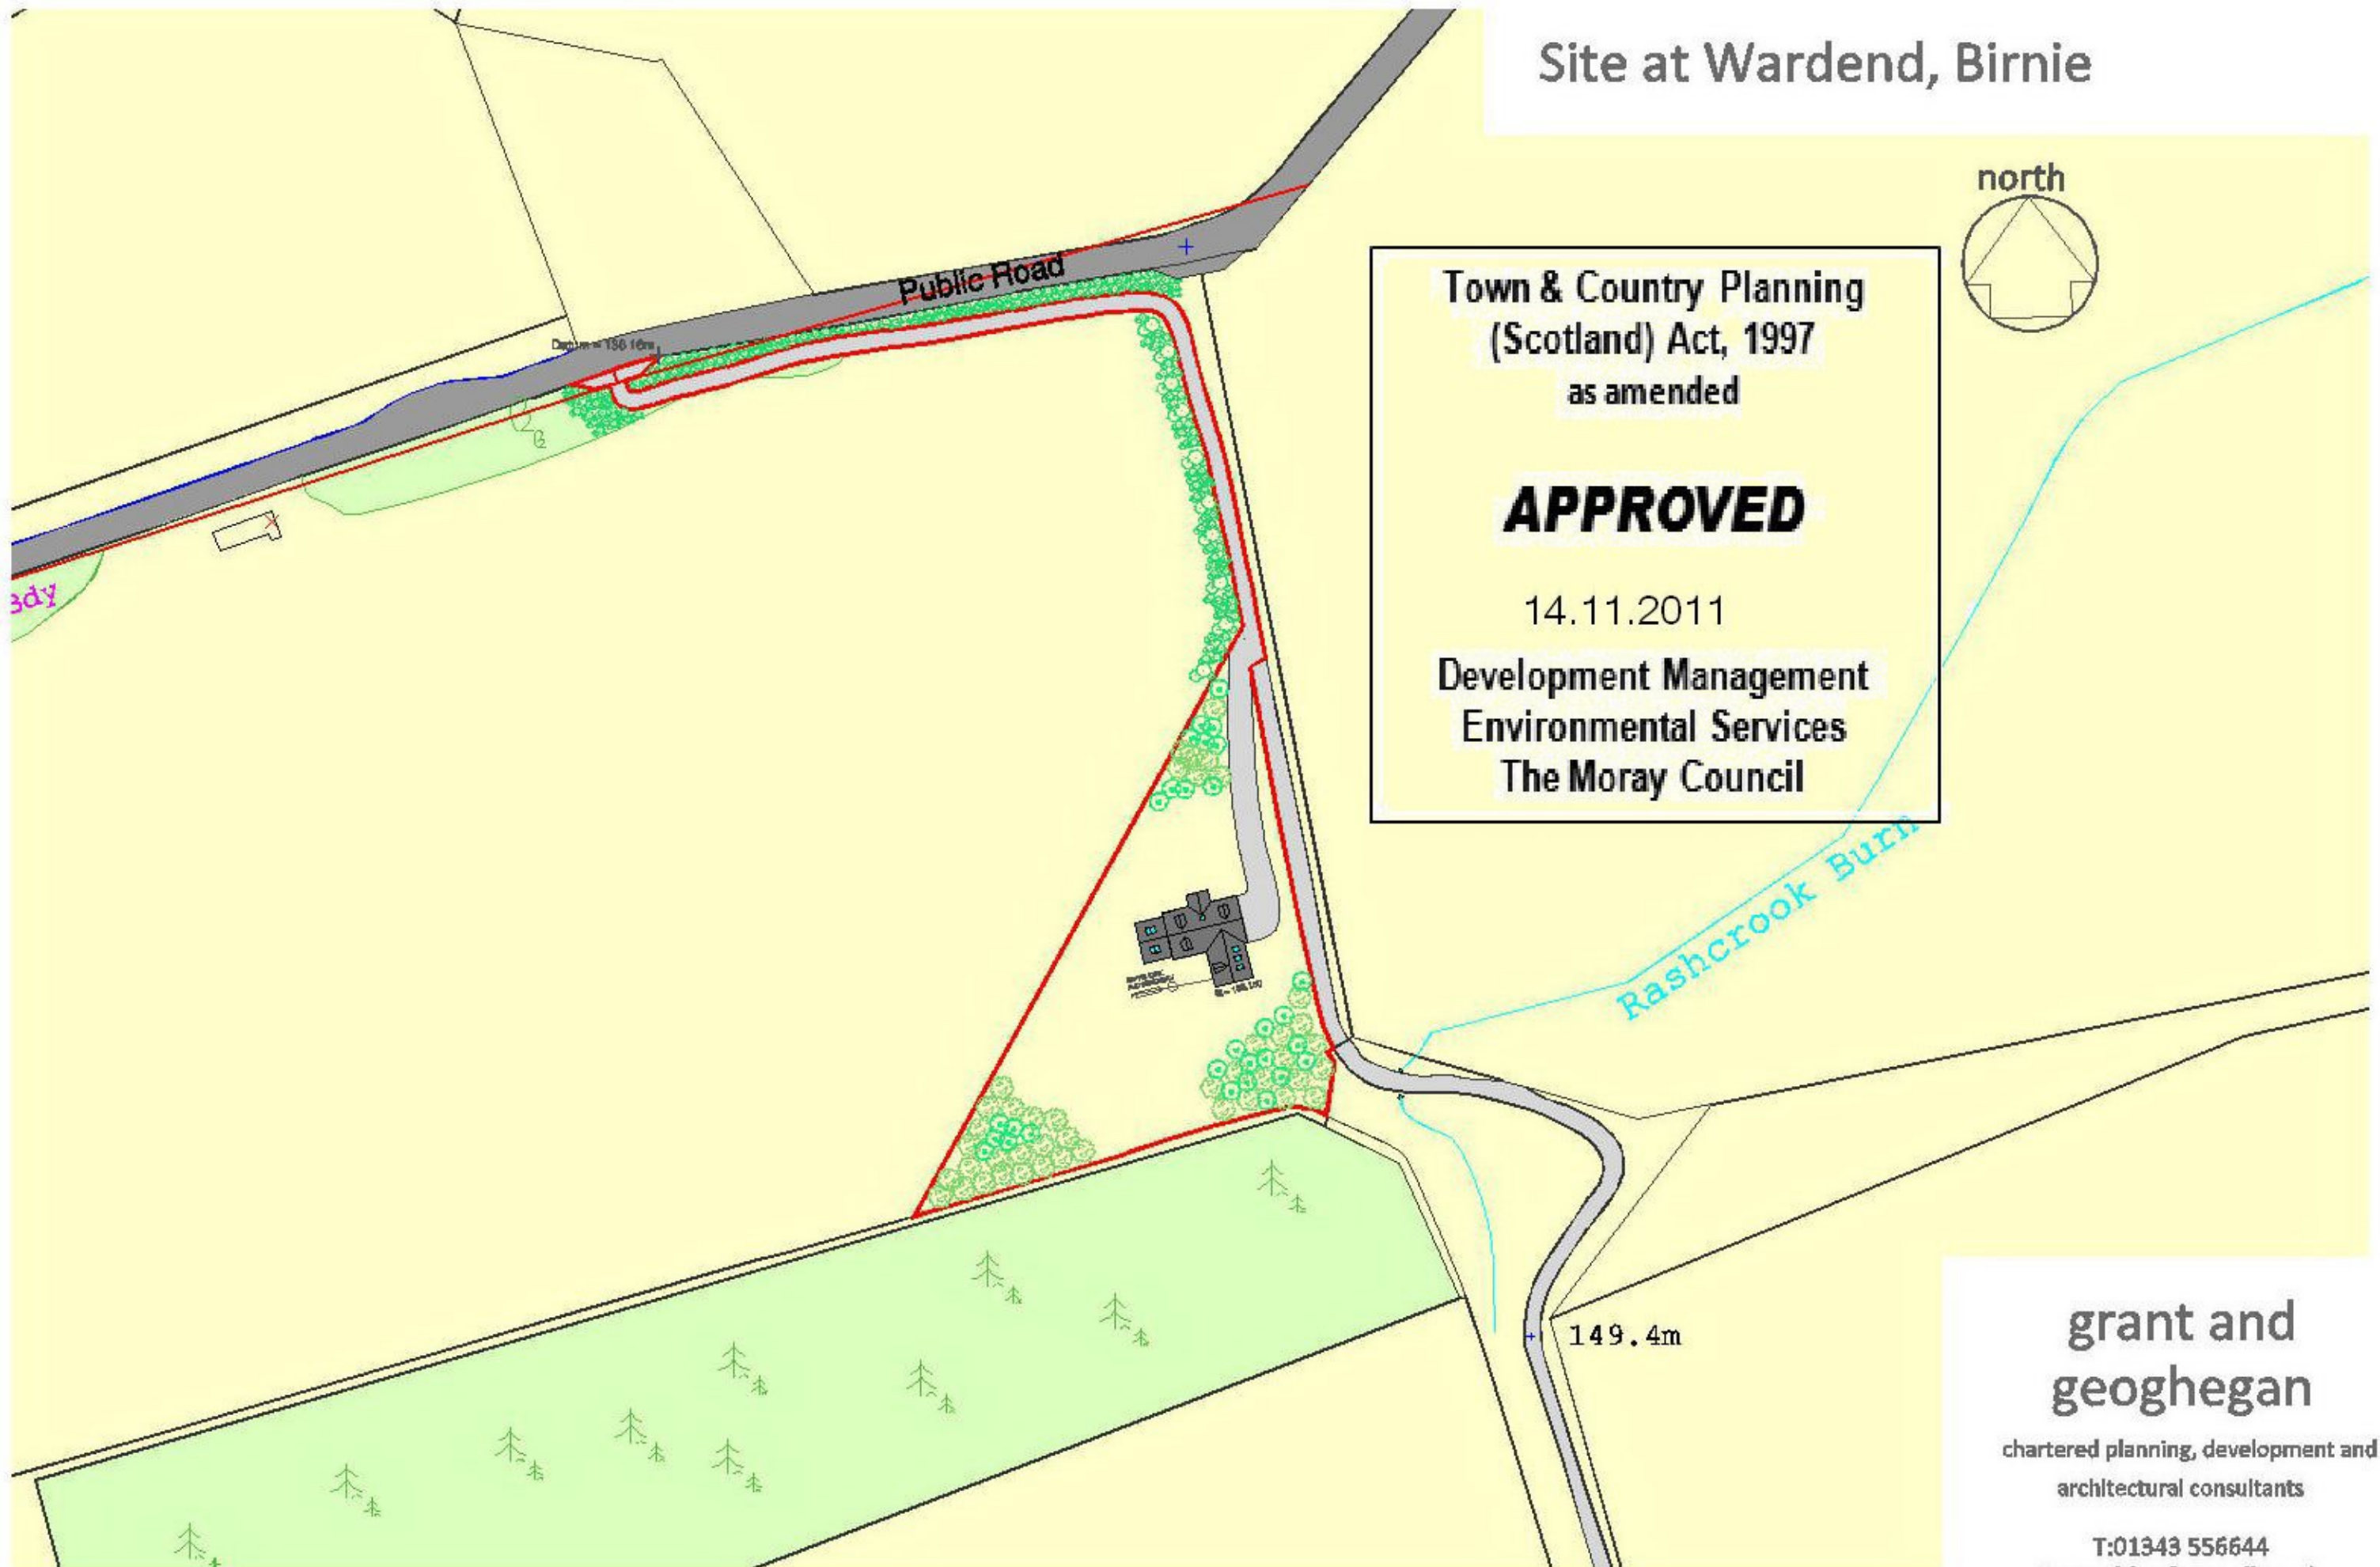 Site at Wardend, Birnie
north
Public Road
Town & Country Planning
(Scotland) Act, 1997
as amended
APPROVED
14.11.2011
Development Management
Environmental Services
The Moray Council
Rashcrook Burn
149.4m
grant and
geoghegan
chartered planning, development and
architectural consultants
T:01343 556644